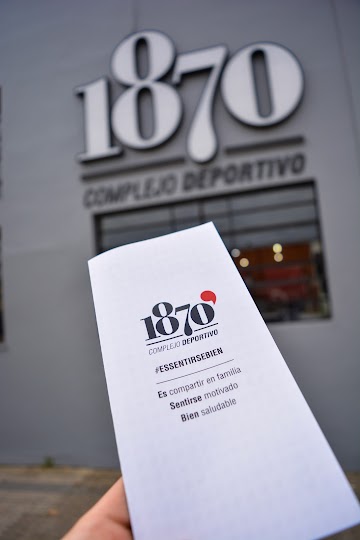 1870
COMPLEJO DEPORTIVO
1870
COMPLEJO DEPORTIVO
#ESSENTIRSEBIEN
Es compartir en familia
Sentirse motivado
Bien saludable